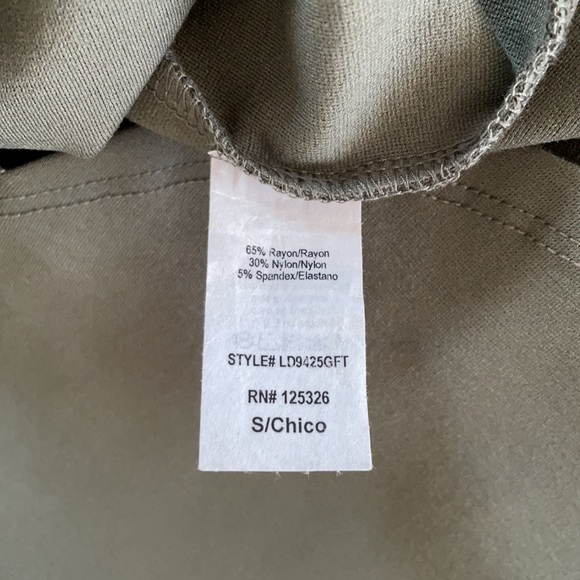 65% Rayon/Rayon
30% Nylon/Nylon
5% Spandex/Elastano
STYLE# LD9425GFT
RN# 125326
S/Chico